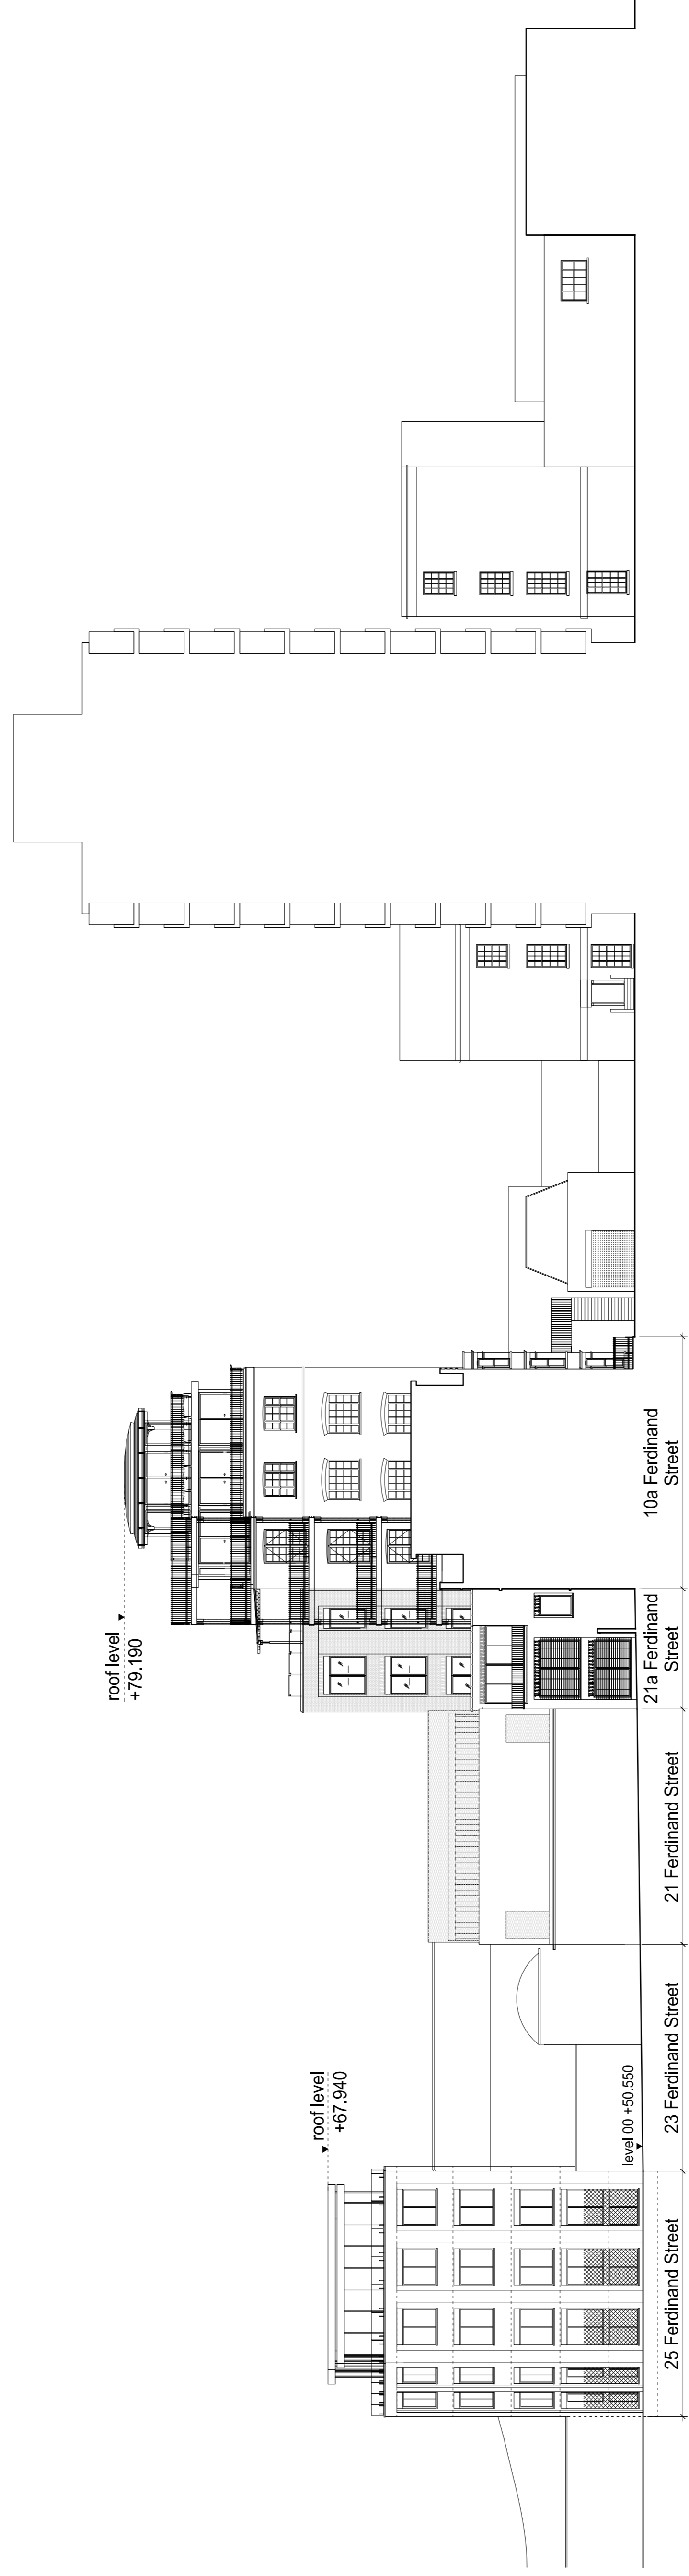 roof level
+79.190
roof level
+67.940
level 00 +50.550
25 Ferdinand Street
23 Ferdinand Street
21 Ferdinand Street
21a Ferdinand
Street
10a Ferdinand
Street